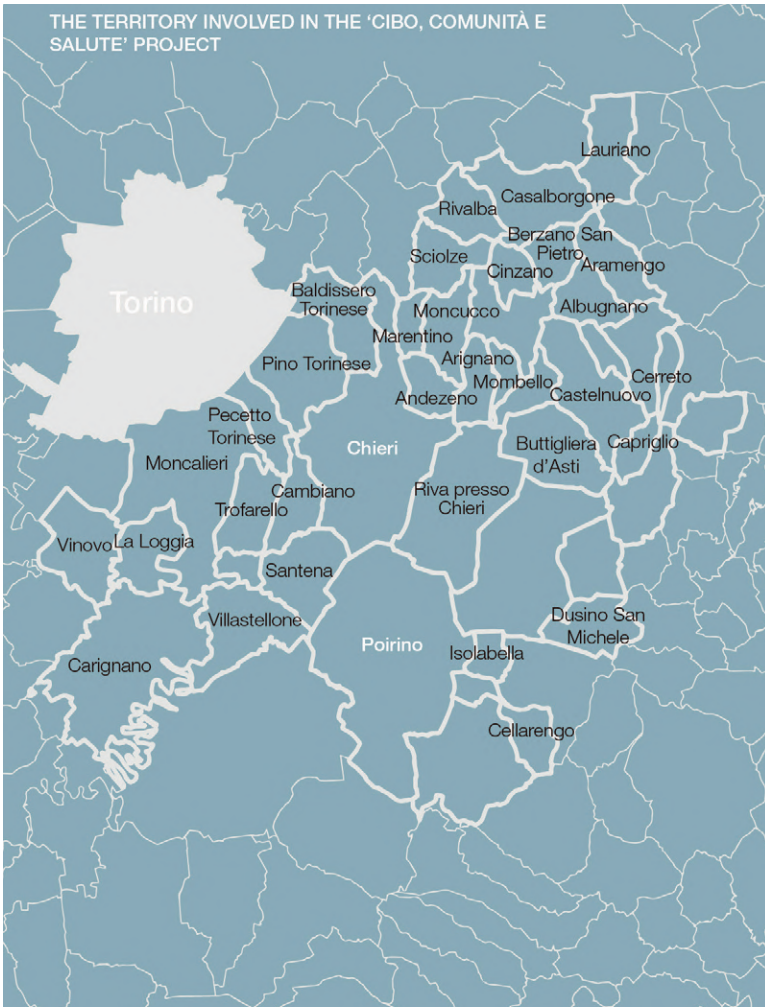 THE TERRITORY INVOLVED IN THE ‘CIBO, COMUNITÀ E
SALUTE’ PROJECT
Lauriano
Casalborgone
Rivalba
Berzano San
Pietro
Sciolze
Cinzano
Aramengo
Baldissero
Torinese
Torino
Moncucco
Albugnano
Marentino
Arignano
Pino Torinese
Mombello
Cerreto
Andezeno
Castelnuovo
Pecetto
Torinese
Chieri
Buttigliera
d’Asti
Capriglio
Moncalieri
Cambiano
Riva presso
Chieri
Trofarello
Vinovo
La Loggia
Santena
Villastellone
Dusino San
Michele
Poirino
Isolabella
Carignano
Cellarengo